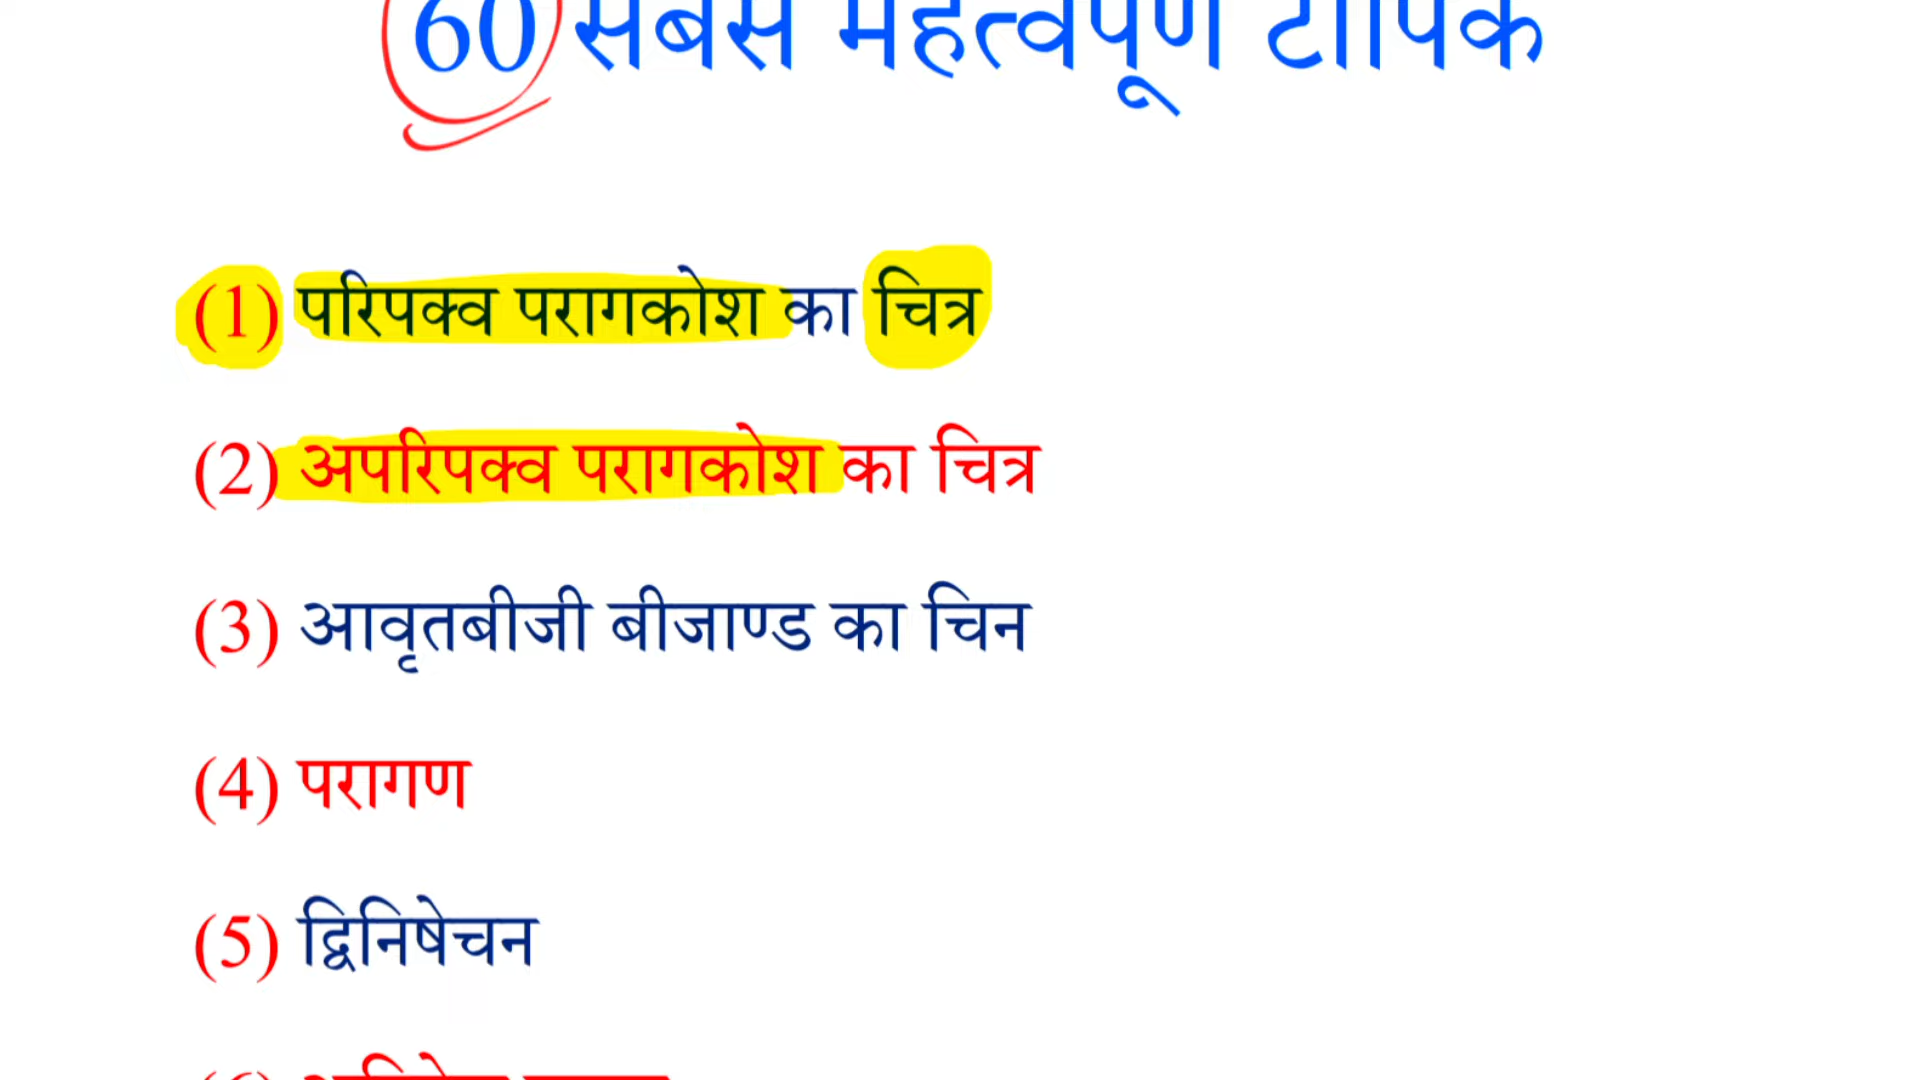 60 सबसे महत्वपूर्ण टॉपिक
(1) परिपक्व परागकोश का चित्र
(2) अपरिपक्व परागकोश का चित्र
(3) आवृतबीजी बीजाण्ड का चिन
(4) परागण
(5) द्विनिषेचन